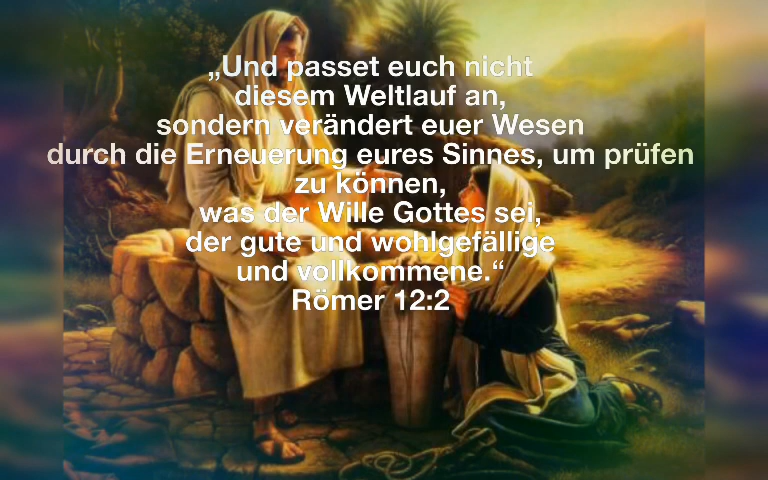 „Und passet euch nicht
diesem Weltlauf an,
sondern verändert euer Wesen
durch die Erneuerung eures Sinnes, um prüfen
zu können,
was der Wille Gottes sei,
der gute und wohlgefällige
und vollkommene.“
Römer 12:2